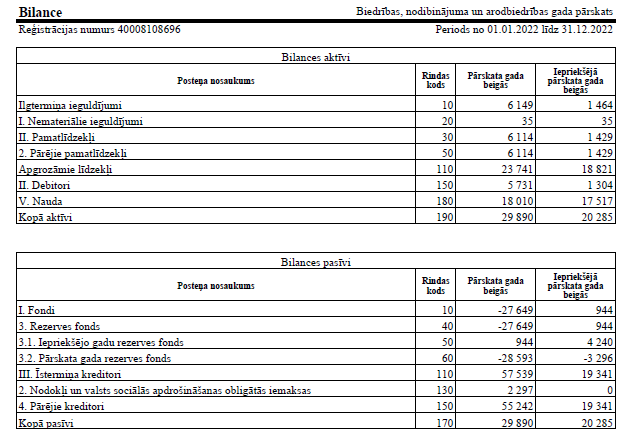 Bilance Biedrības, nodibinājuma un arodbiedrības gada pārskats
Reģistrācijas numurs 40008108696 Periods no 01.01.2022 līdz 31.12.2022
Bilances aktīvi
Posteņa nosaukums Rindas kods Pārskata gada beigās Iepriekšējā pārskata gada beigās
Ilgtermiņa ieguldījumi 10 6 149 1 464
I. Nemateriālie ieguldījumi 20 35 35
II. Pamatlīdzekļi 30 6 114 1 429
2. Pārējie pamatlīdzekļi 50 6 114 1 429
Apgrozāmie līdzekļi 110 23 741 18 821
II. Debitori 150 5 731 1 304
V. Nauda 180 18 010 17 517
Kopā aktīvi 190 29 890 20 285
Bilances pasīvi
Posteņa nosaukums Rindas kods Pārskata gada beigās Iepriekšējā pārskata gada beigās
I. Fondi 10 -27 649 944
3. Rezerves fonds 40 -27 649 944
3.1. Iepriekšējo gadu rezerves fonds 50 944 4 240
3.2. Pārskata gada rezerves fonds 60 -28 593 -3 296
III. Īstermiņa kreditori 110 57 539 19 341
2. Nodokļi un valsts sociālās apdrošināšanas obligātās iemaksas 130 2 297 0
4. Pārējie kreditori 150 55 242 19 341
Kopā pasīvi 170 29 890 20 285